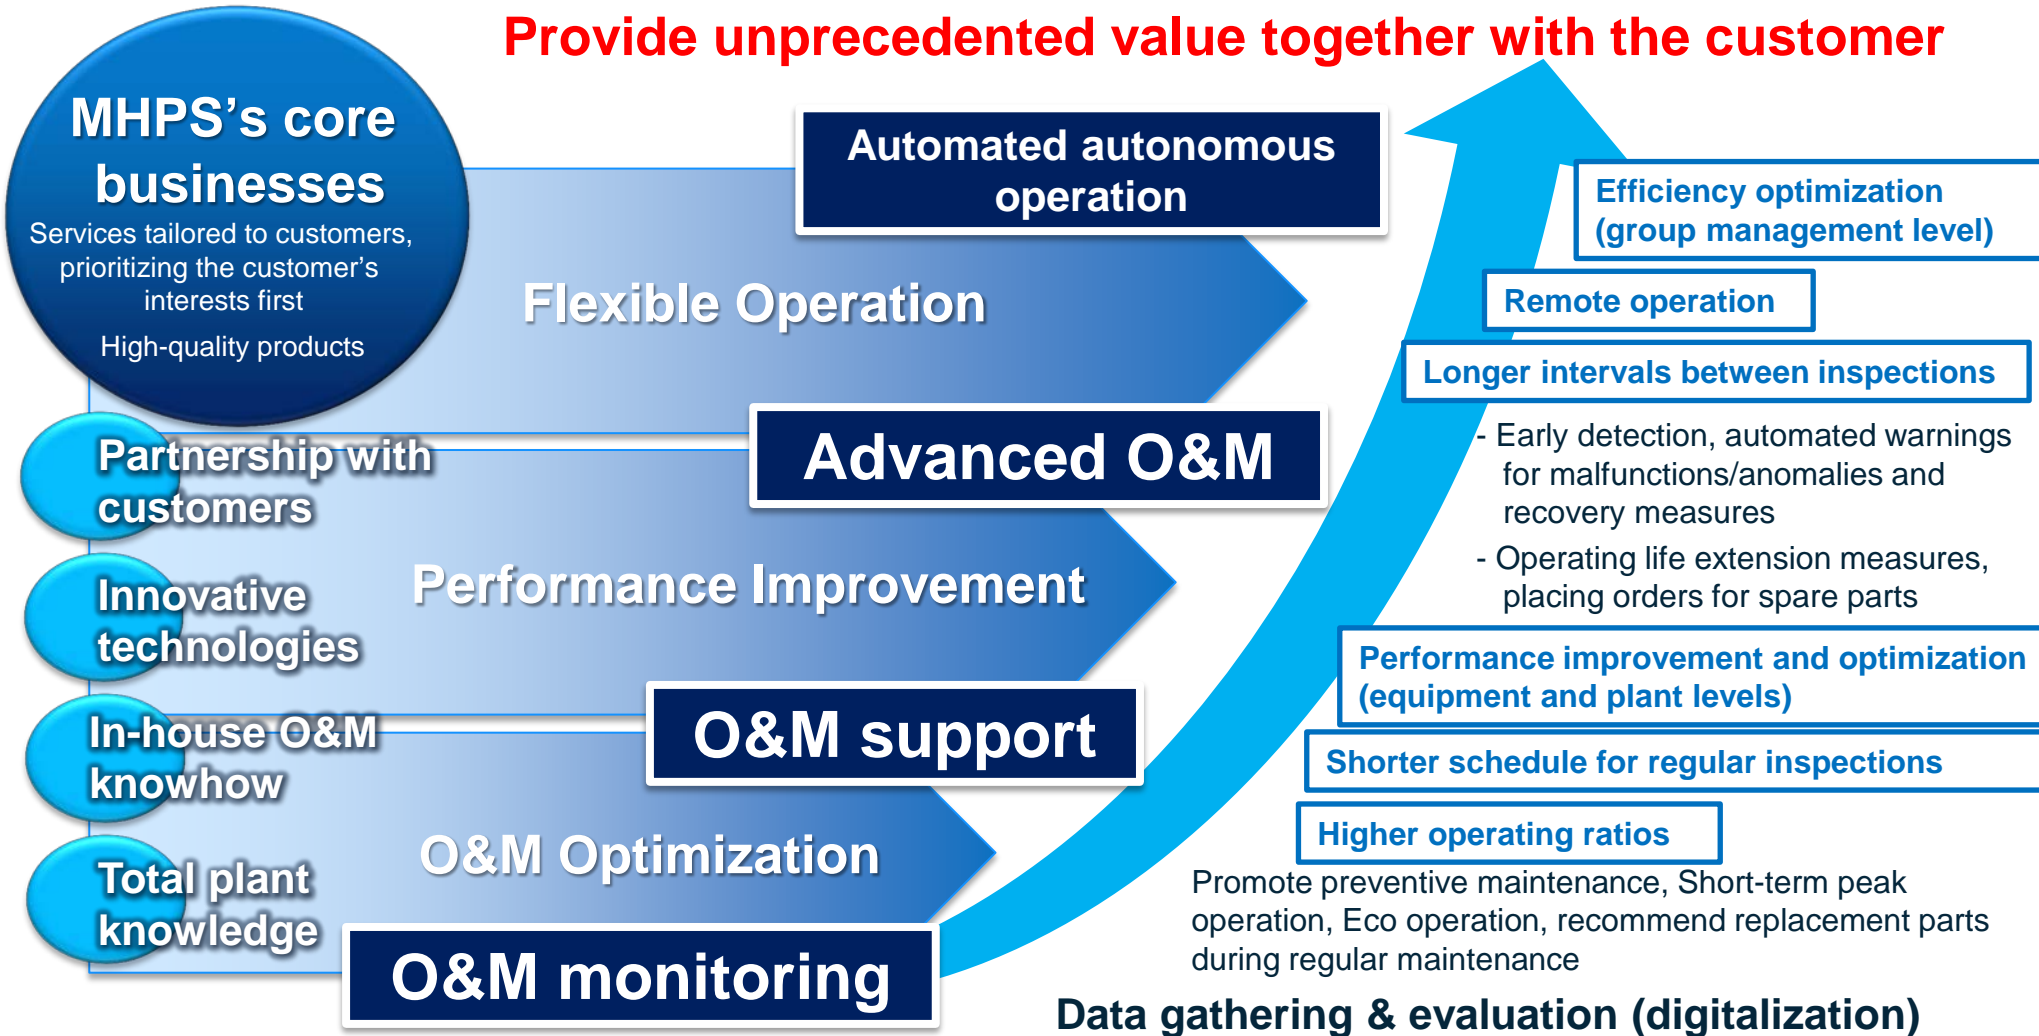 Provide unprecedented value together with the customer
MHPS’s core
businesses
Services tailored to customers,
prioritizing the customer’s
interests first
High-quality products
Automated autonomous
operation
Flexible Operation
Advanced O&M
Performance Improvement
O&M support
O&M Optimization
O&M monitoring
Partnership with
customers
Innovative
technologies
In-house O&M
knowhow
Total plant
knowledge
Efficiency optimization
(group management level)
Remote operation
Longer intervals between inspections
- Early detection, automated warnings
for malfunctions/anomalies and
recovery measures
- Operating life extension measures,
placing orders for spare parts
Performance improvement and optimization
(equipment and plant levels)
Shorter schedule for regular inspections
Higher operating ratios
Promote preventive maintenance, Short-term peak
operation, Eco operation, recommend replacement parts
during regular maintenance
Data gathering & evaluation (digitalization)